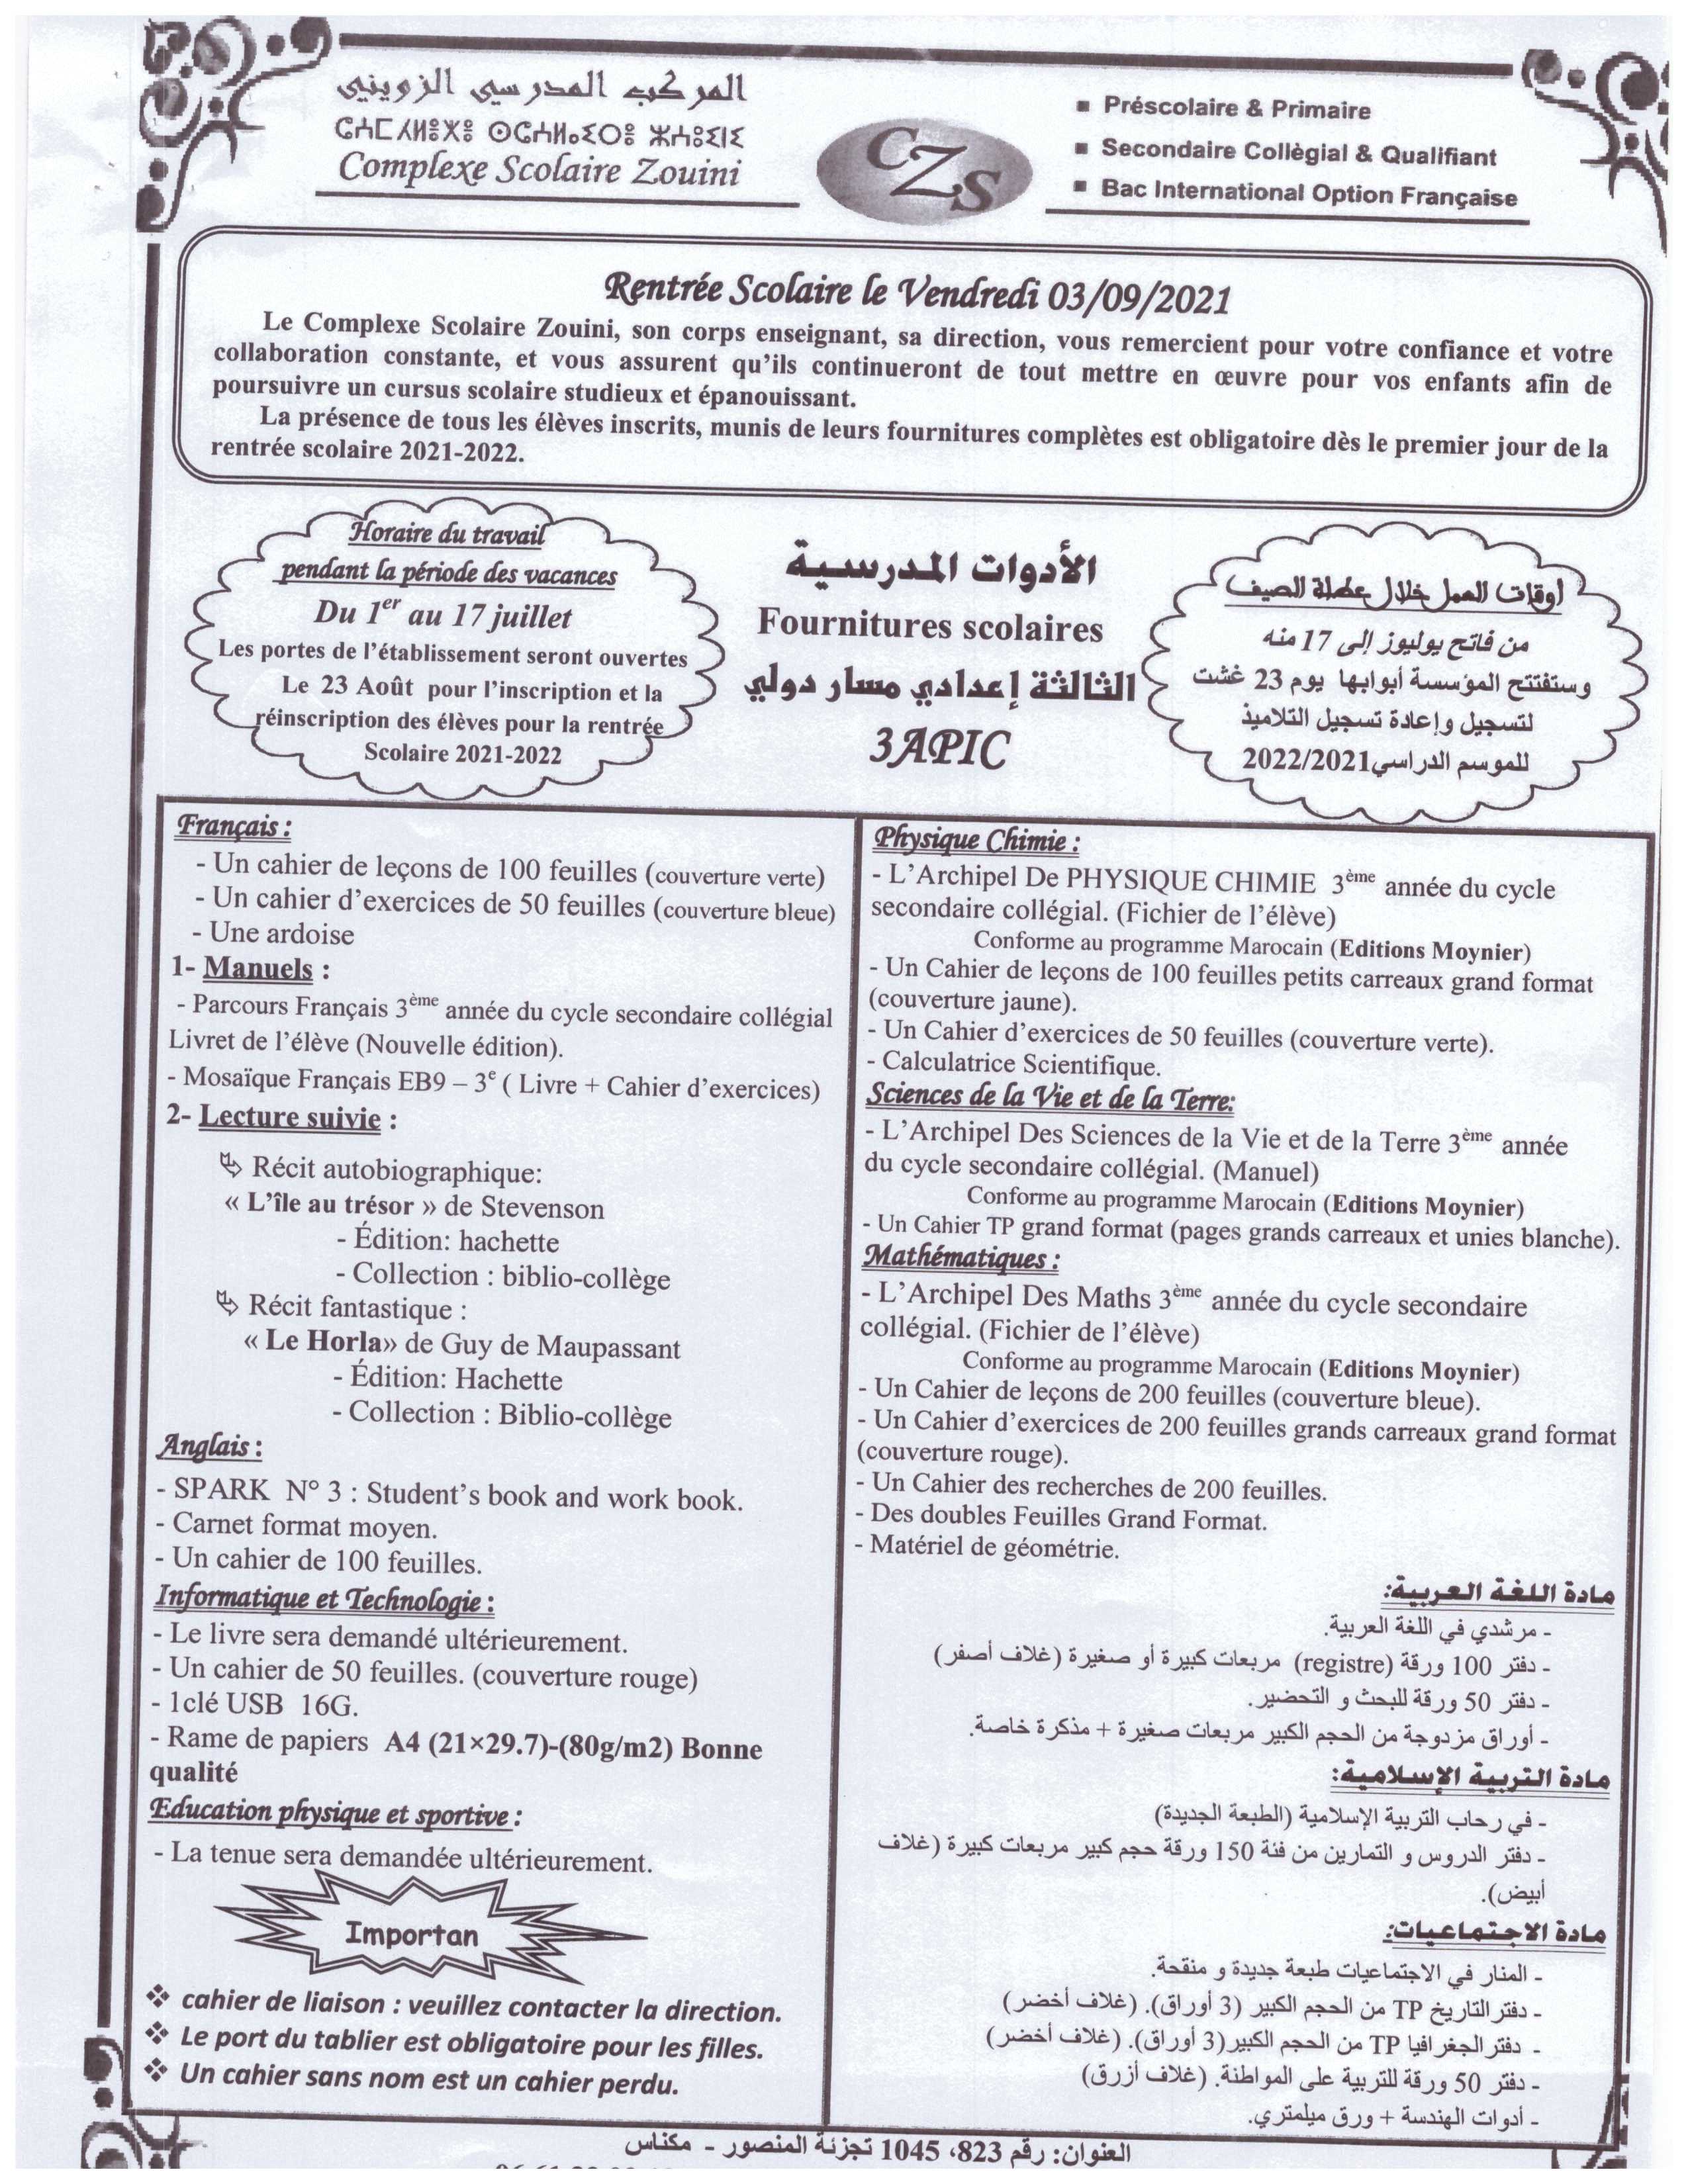 المركب المدرسي الزويني
Complexe Scolaire Zouini
CZS
▪ Préscolaire & Primaire
▪ Secondaire Collègial & Qualifiant
▪ Bac International Option Française
Rentrée Scolaire le Vendredi 03/09/2021
Le Complexe Scolaire Zouini, son corps enseignant, sa direction, vous remercient pour votre confiance et votre
collaboration constante, et vous assurent qu’ils continueront de tout mettre en œuvre pour vos enfants afin de
poursuivre un cursus scolaire studieux et épanouissant.
La présence de tous les élèves inscrits, munis de leurs fournitures complètes est obligatoire dès le premier jour de la
rentrée scolaire 2021-2022.
Horaire du travail
pendant la période des vacances
Du 1er au 17 juillet
Les portes de l’établissement seront ouvertes
Le 23 Août pour l’inscription et la
réinscription des élèves pour la rentrée
Scolaire 2021-2022
الأدوات المدرسية
Fournitures scolaires
الثالثة إعدادي مسار دولي
3APIC
أوقات العمل خلال عطلة الصيف
من فاتح يوليوز إلى 17 منه
وستفتتح المؤسسة أبوابها يوم 23 غشت
لتسجيل وإعادة تسجيل التلاميذ
للموسم الدراسي2022/2021
Français :
- Un cahier de leçons de 100 feuilles (couverture verte)
- Un cahier d’exercices de 50 feuilles (couverture bleue)
- Une ardoise
1- Manuels :
- Parcours Français 3ème année du cycle secondaire collégial
Livret de l’élève (Nouvelle édition).
- Mosaïque Français EB9 – 3e ( Livre + Cahier d’exercices)
2- Lecture suivie :
Récit autobiographique:
« L’île au trésor » de Stevenson
- Édition: hachette
- Collection : biblio-collège
Récit fantastique :
« Le Horla» de Guy de Maupassant
- Édition: Hachette
- Collection : Biblio-collège
Anglais :
- SPARK N° 3 : Student’s book and work book.
- Carnet format moyen.
- Un cahier de 100 feuilles.
Informatique et Technologie :
- Le livre sera demandé ultérieurement.
- Un cahier de 50 feuilles. (couverture rouge)
- 1clé USB 16G.
- Rame de papiers A4 (21×29.7)-(80g/m2) Bonne
qualité
Education physique et sportive :
- La tenue sera demandée ultérieurement.
Importan
❖ cahier de liaison : veuillez contacter la direction.
❖ Le port du tablier est obligatoire pour les filles.
❖ Un cahier sans nom est un cahier perdu.
Physique Chimie :
- L’Archipel De PHYSIQUE CHIMIE 3ème année du cycle
secondaire collégial. (Fichier de l’élève)
Conforme au programme Marocain (Editions Moynier)
- Un Cahier de leçons de 100 feuilles petits carreaux grand format
(couverture jaune).
- Un Cahier d’exercices de 50 feuilles (couverture verte).
- Calculatrice Scientifique.
Sciences de la Vie et de la Terre:
- L’Archipel Des Sciences de la Vie et de la Terre 3ème année
du cycle secondaire collégial. (Manuel)
Conforme au programme Marocain (Editions Moynier)
- Un Cahier TP grand format (pages grands carreaux et unies blanche).
Mathématiques :
- L’Archipel Des Maths 3ème année du cycle secondaire
collégial. (Fichier de l’élève)
Conforme au programme Marocain (Editions Moynier)
- Un Cahier de leçons de 200 feuilles (couverture bleue).
- Un Cahier d’exercices de 200 feuilles grands carreaux grand format
(couverture rouge).
- Un Cahier des recherches de 200 feuilles.
- Des doubles Feuilles Grand Format.
- Matériel de géométrie.
مادة اللغة العربية:
- مرشدي في اللغة العربية.
- دفتر 100 ورقة (registre) مربعات كبيرة أو صغيرة (غلاف أصفر)
- دفتر 50 ورقة للبحث و التحضير.
- أوراق مزدوجة من الحجم الكبير مربعات صغيرة + مذكرة خاصة.
مادة التربية الإسلامية:
- في رحاب التربية الإسلامية (الطبعة الجديدة)
- دفتر الدروس و التمارين من فئة 150 ورقة حجم كبير مربعات كبيرة (غلاف
أبيض).
مادة الاجتماعيات:
- المنار في الاجتماعيات طبعة جديدة و منقحة.
- دفتر التاريخ TP من الحجم الكبير (3 أوراق). (غلاف أخضر)
- دفتر الجغرافيا TP من الحجم الكبير(3 أوراق). (غلاف أخضر)
- دفتر 50 ورقة للتربية على المواطنة. (غلاف أزرق)
- أدوات الهندسة + ورق ميلمتري.
العنوان: رقم 823، 1045 تجزئة المنصور - مكناس